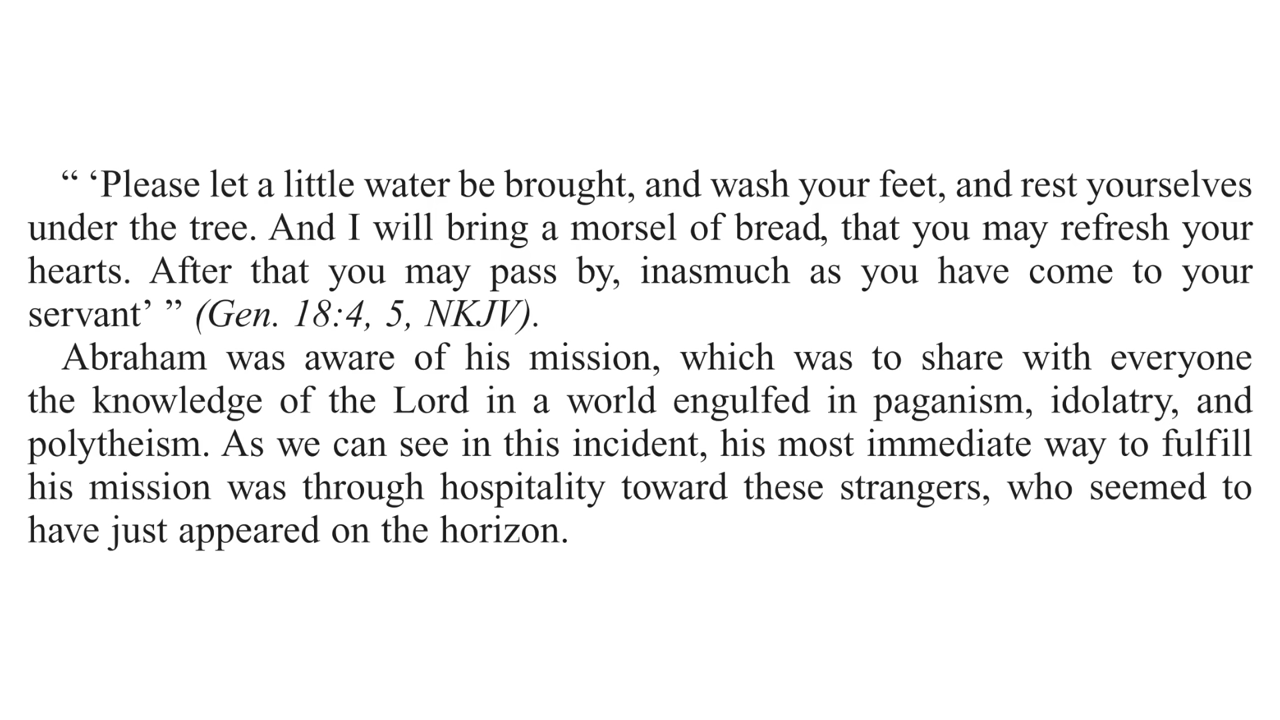 “ ‘Please let a little water be brought, and wash your feet, and rest yourselves
under the tree. And I will bring a morsel of bread, that you may refresh your
hearts. After that you may pass by, inasmuch as you have come to your
servant’ ” (Gen. 18:4, 5, NKJV).
Abraham was aware of his mission, which was to share with everyone
the knowledge of the Lord in a world engulfed in paganism, idolatry, and
polytheism. As we can see in this incident, his most immediate way to fulfill
his mission was through hospitality toward these strangers, who seemed to
have just appeared on the horizon.